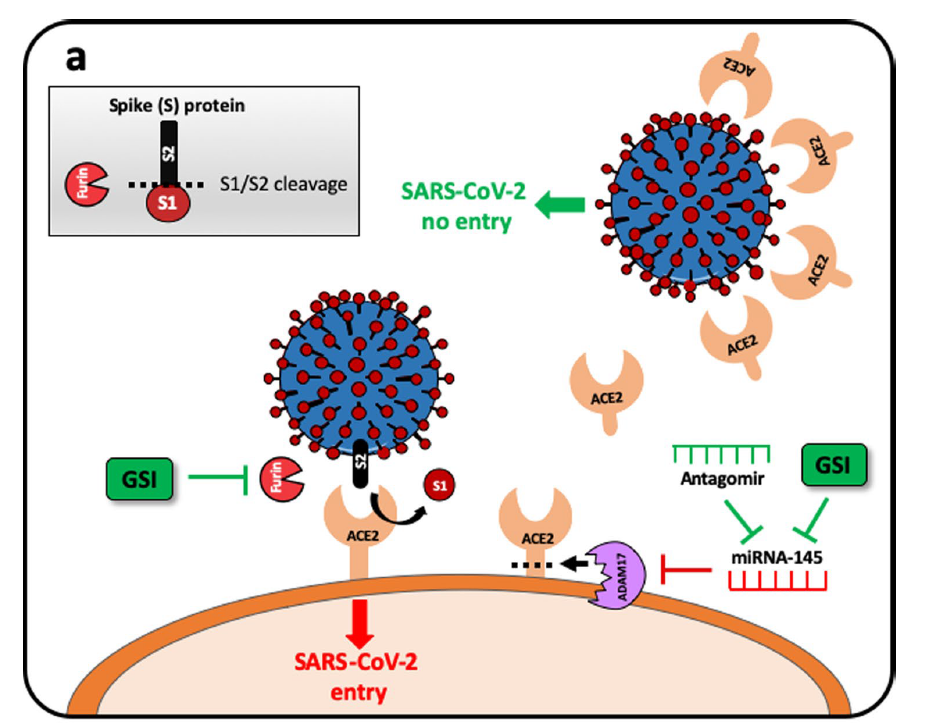 a
Spike (S) protein
S2
Furin
S1/S2 cleavage
S1
ACE2
ACE2
ACE2
ACE2
SARS-CoV-2
no entry
ACE2
S2
GSI
Furin
S1
ACE2
ACE2
ADAM17
Antagomir
GSI
miRNA-145
SARS-CoV-2
entry